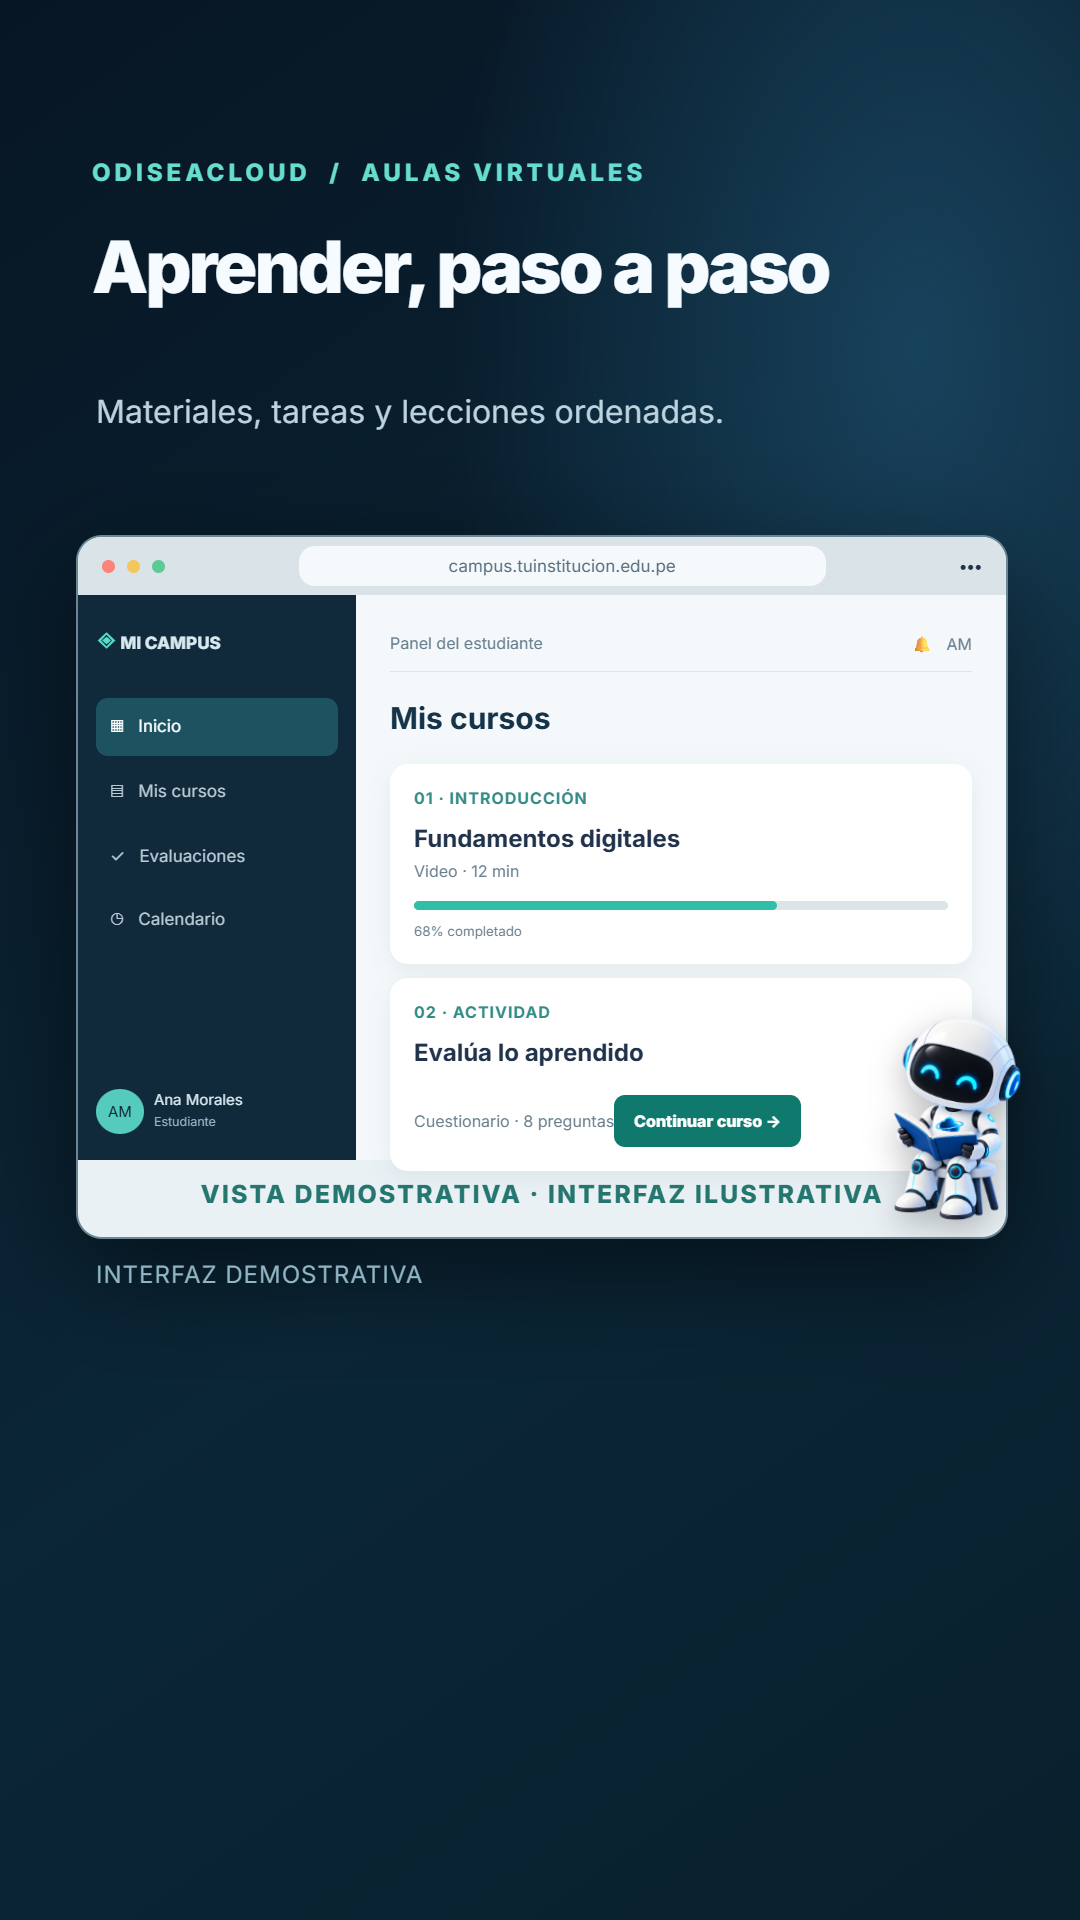 ODISEACLOUD / AULAS VIRTUALES
Aprender, paso a paso
Materiales, tareas y lecciones ordenadas.
campus.tuinstitucion.edu.pe
MI CAMPUS
Inicio
Mis cursos
Evaluaciones
Calendario
AM
Ana Morales
Estudiante
Panel del estudiante
AM
Mis cursos
01 · INTRODUCCIÓN
Fundamentos digitales
Video · 12 min
68% completado
02 · ACTIVIDAD
Evalúa lo aprendido
Cuestionario · 8 preguntas
Continuar curso →
VISTA DEMOSTRATIVA · INTERFAZ ILUSTRATIVA
INTERFAZ DEMOSTRATIVA